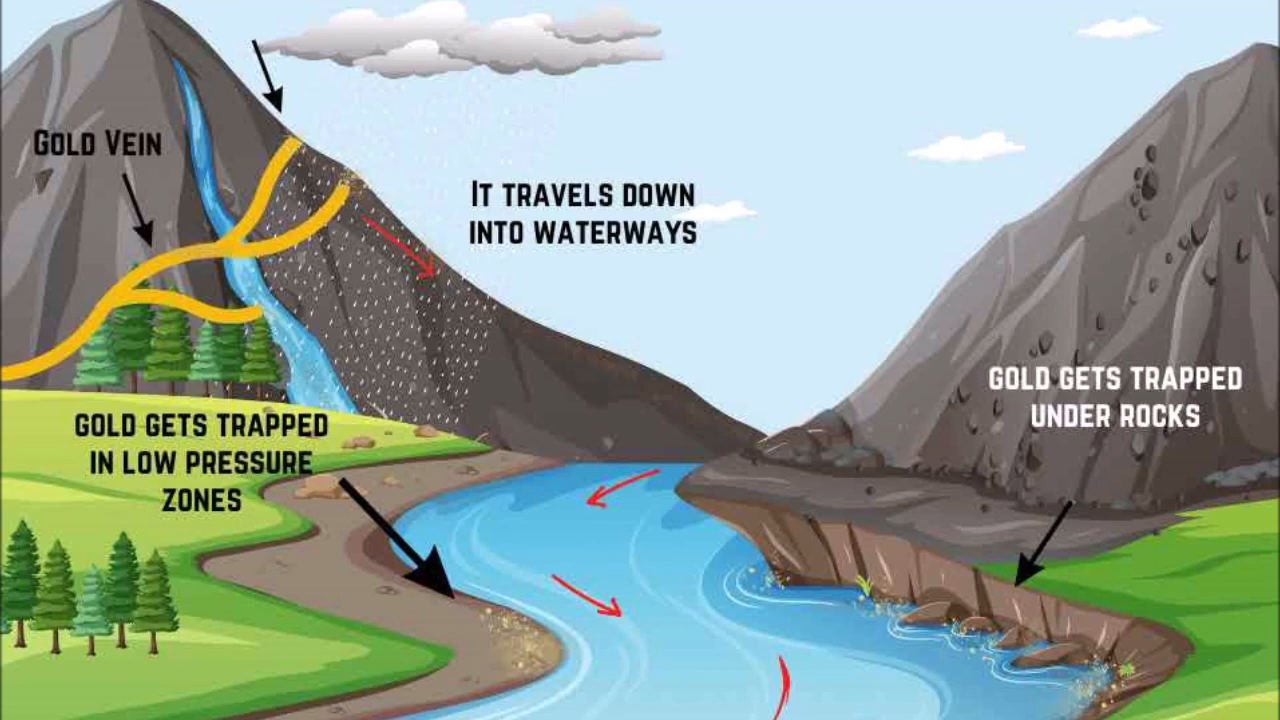 GOLD VEIN
IT TRAVELS DOWN
INTO WATERWAYS
GOLD GETS TRAPPED
UNDER ROCKS
GOLD GETS TRAPPED
IN LOW PRESSURE
ZONES